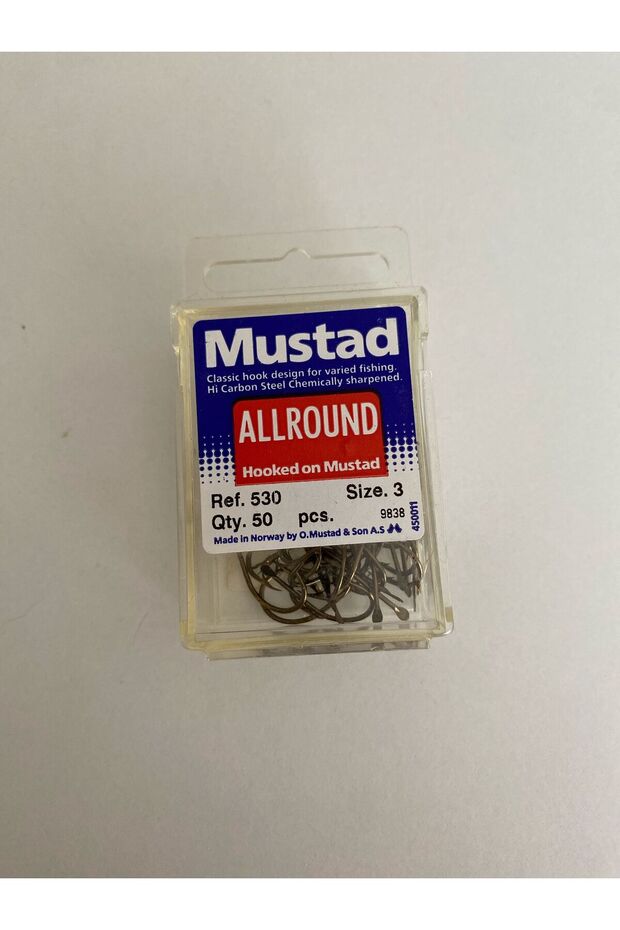 Mustad
Classic hook design for varied fishing.
Hi Carbon Steel Chemically sharpened.
ALLROUND
Hooked on Mustad
Ref. 530 Size. 3
Qty. 50 pcs. 9838
Made in Norway by O.Mustad & Son A.S
450011